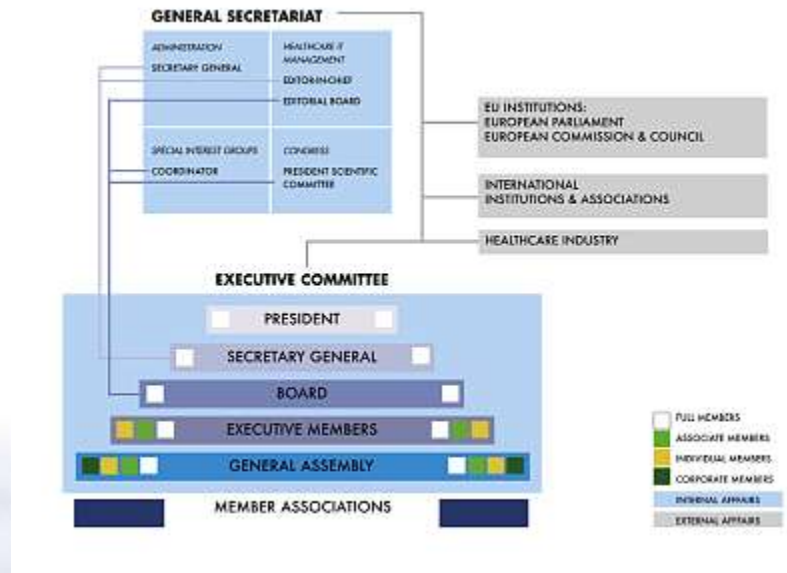 GENERAL SECRETARIAT
ADMINISTRATION
SECRETARY GENERAL
HEALTHCARE IT
MANAGEMENT
EDITOR-IN-CHIEF
EDITORIAL BOARD
SPECIAL INTEREST GROUPS
COORDINATOR
CONGRESS
PRESIDENT SCIENTIFIC
COMMITTEE
EU INSTITUTIONS:
EUROPEAN PARLIAMENT
EUROPEAN COMMISSION & COUNCIL
INTERNATIONAL
INSTITUTIONS & ASSOCIATIONS
HEALTHCARE INDUSTRY
EXECUTIVE COMMITTEE
PRESIDENT
SECRETARY GENERAL
BOARD
EXECUTIVE MEMBERS
GENERAL ASSEMBLY
MEMBER ASSOCIATIONS
FULL MEMBERS
ASSOCIATE MEMBERS
INDIVIDUAL MEMBERS
CORPORATE MEMBERS
INTERNAL AFFAIRS
EXTERNAL AFFAIRS